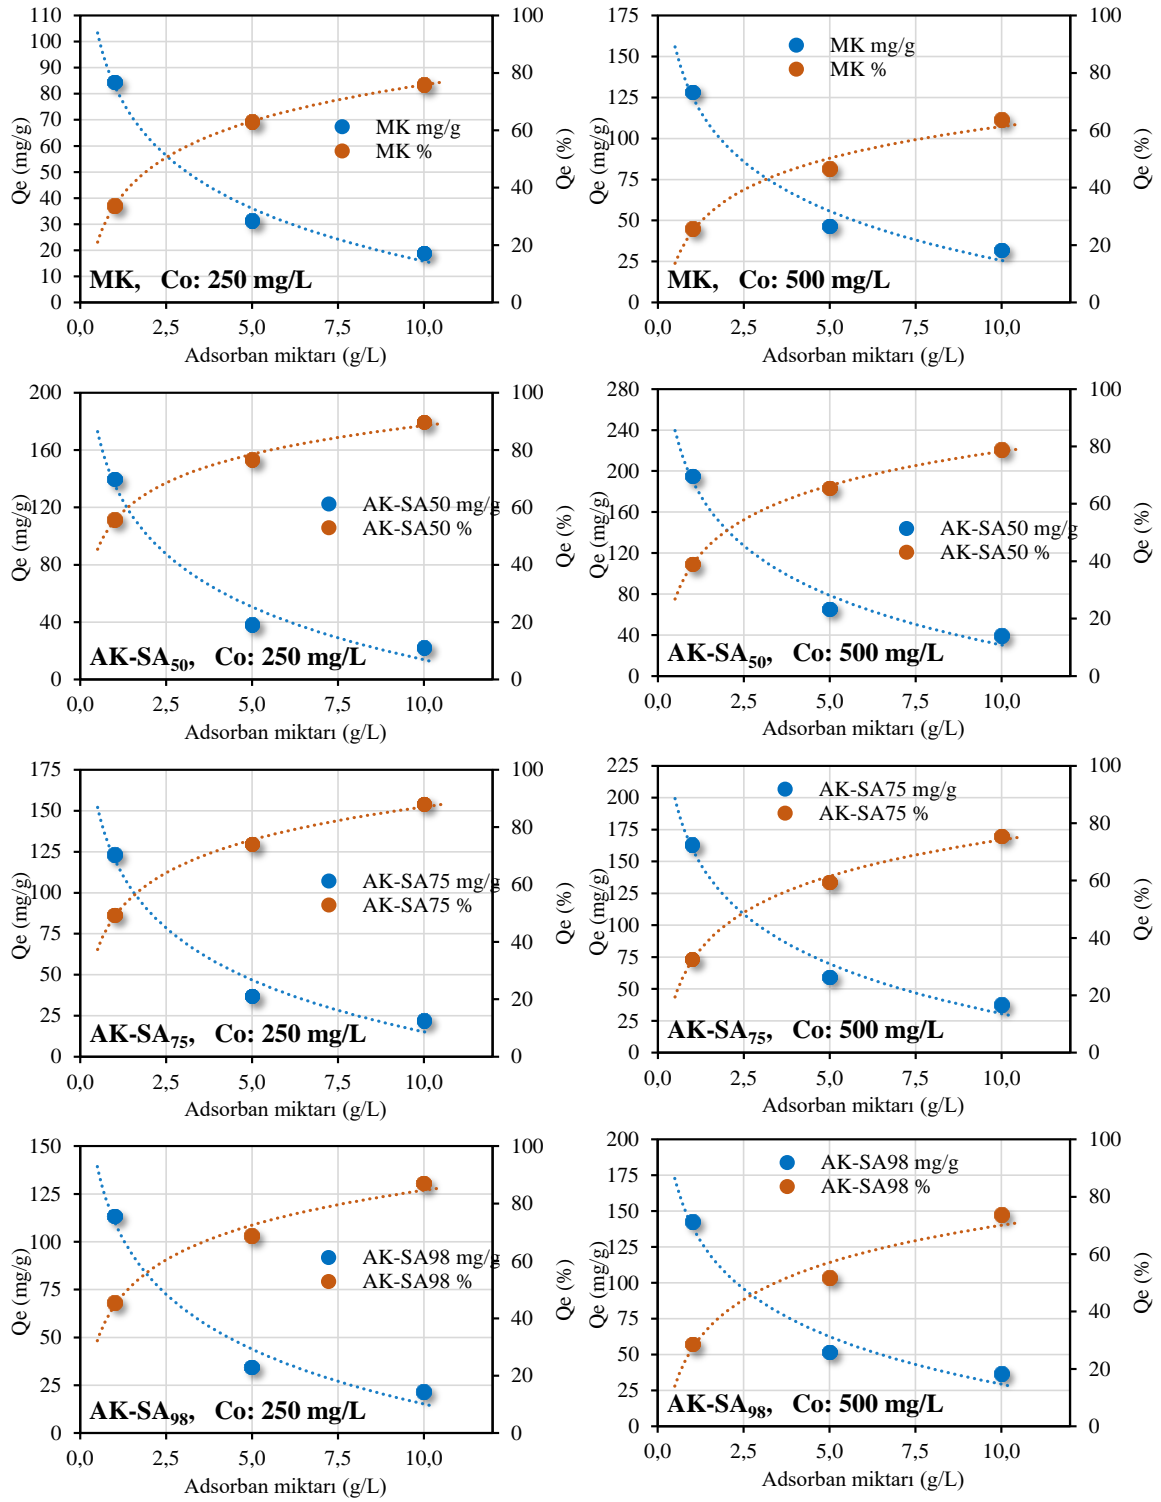 110
100
90
80
70
60
50
40
30
20
10
0
Qe (mg/g)
100
80
60
40
20
0
Qe (%)
MK mg/g
MK %
MK, Co: 250 mg/L
0,0 2,5 5,0 7,5 10,0
Adsorban miktarı (g/L)
175
150
125
100
75
50
25
0
Qe (mg/g)
100
80
60
40
20
0
Qe (%)
MK mg/g
MK %
MK, Co: 500 mg/L
0,0 2,5 5,0 7,5 10,0
Adsorban miktarı (g/L)
200
160
120
80
40
0
Qe (mg/g)
100
80
60
40
20
0
Qe (%)
AK-SA50 mg/g
AK-SA50 %
AK-SA50, Co: 250 mg/L
0,0 2,5 5,0 7,5 10,0
Adsorban miktarı (g/L)
280
240
200
160
120
80
40
0
Qe (mg/g)
100
80
60
40
20
0
Qe (%)
AK-SA50 mg/g
AK-SA50 %
AK-SA50, Co: 500 mg/L
0,0 2,5 5,0 7,5 10,0
Adsorban miktarı (g/L)
175
150
125
100
75
50
25
0
Qe (mg/g)
100
80
60
40
20
0
Qe (%)
AK-SA75 mg/g
AK-SA75 %
AK-SA75, Co: 250 mg/L
0,0 2,5 5,0 7,5 10,0
Adsorban miktarı (g/L)
225
200
175
150
125
100
75
50
25
0
Qe (mg/g)
100
80
60
40
20
0
Qe (%)
AK-SA75 mg/g
AK-SA75 %
AK-SA75, Co: 500 mg/L
0,0 2,5 5,0 7,5 10,0
Adsorban miktarı (g/L)
150
125
100
75
50
25
0
Qe (mg/g)
100
80
60
40
20
0
Qe (%)
AK-SA98 mg/g
AK-SA98 %
AK-SA98, Co: 250 mg/L
0,0 2,5 5,0 7,5 10,0
Adsorban miktarı (g/L)
200
175
150
125
100
75
50
25
0
Qe (mg/g)
100
80
60
40
20
0
Qe (%)
AK-SA98 mg/g
AK-SA98 %
AK-SA98, Co: 500 mg/L
0,0 2,5 5,0 7,5 10,0
Adsorban miktarı (g/L)